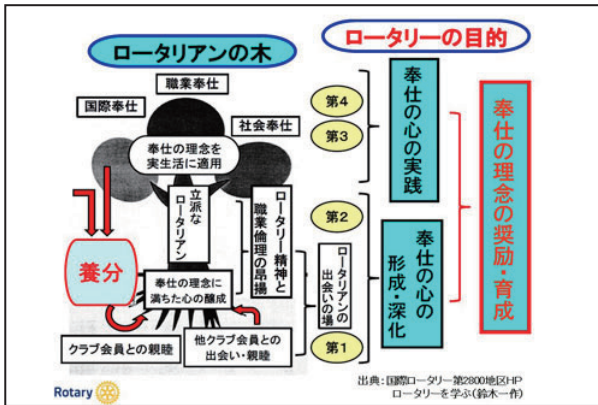 ロータリアンの木
ロータリーの目的
職業奉仕
国際奉仕
社会奉仕
奉仕の理念を
実生活に適用
立派な
ロータリアン
ロータリー精神と
職業倫理の昂揚
養分
奉仕の理念に
満ちた心の醸成
クラブ会員との親睦
他クラブ会員との
出会い・親睦
ロータリアンの
出会いの場
第4
第3
第2
第1
奉仕の心の実践
奉仕の心の
形成・深化
奉仕の理念の奨励・育成
Rotary
出典:国際ロータリー第2800地区HP
ロータリーを学ぶ(鈴木一作)